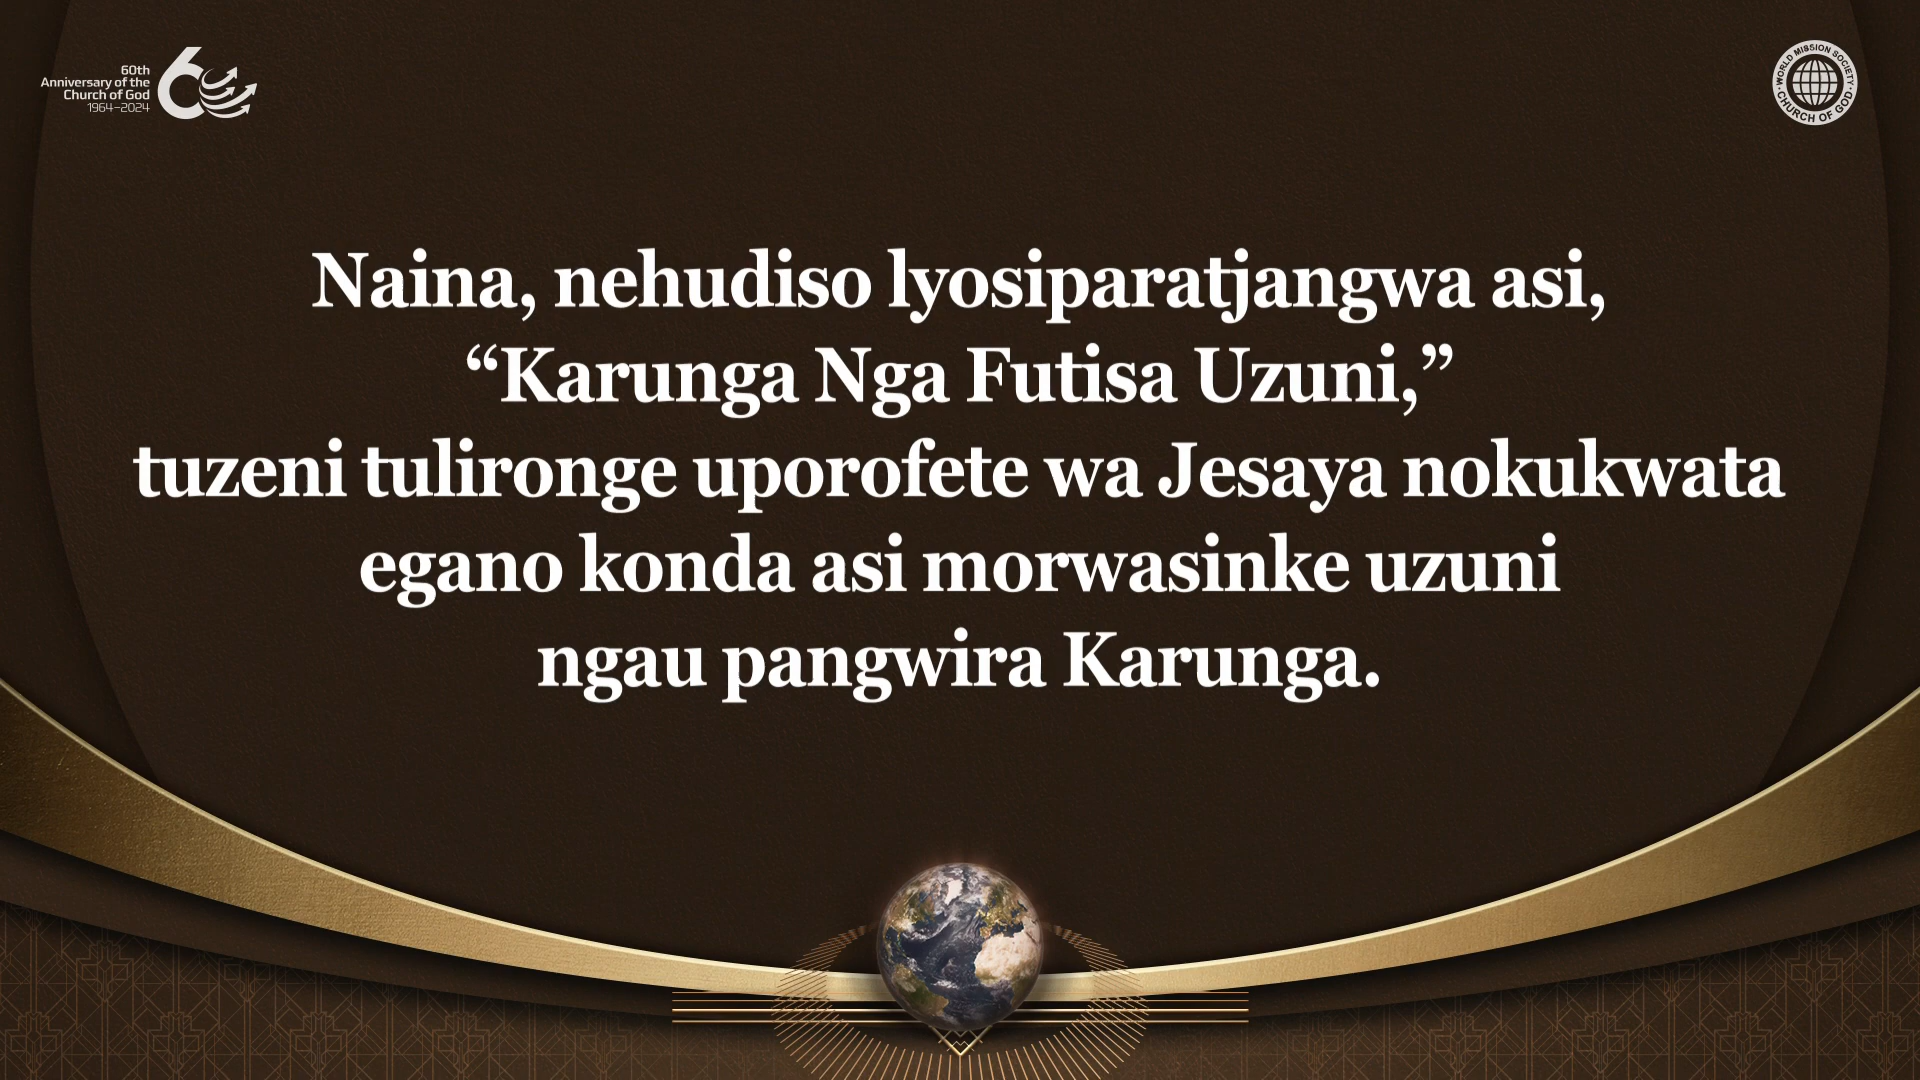 60th
Anniversary of the
Church of God
1964–2024
60
WORLD MISSION SOCIETY
CHURCH OF GOD
Naina, nehudiso lyosiparatjangwa asi,
“Karunga Nga Futisa Uzuni,”
tuzeni tulironge uporofete wa Jesaya nokukwata
egano konda asi morwasinke uzuni
ngau pangwira Karunga.